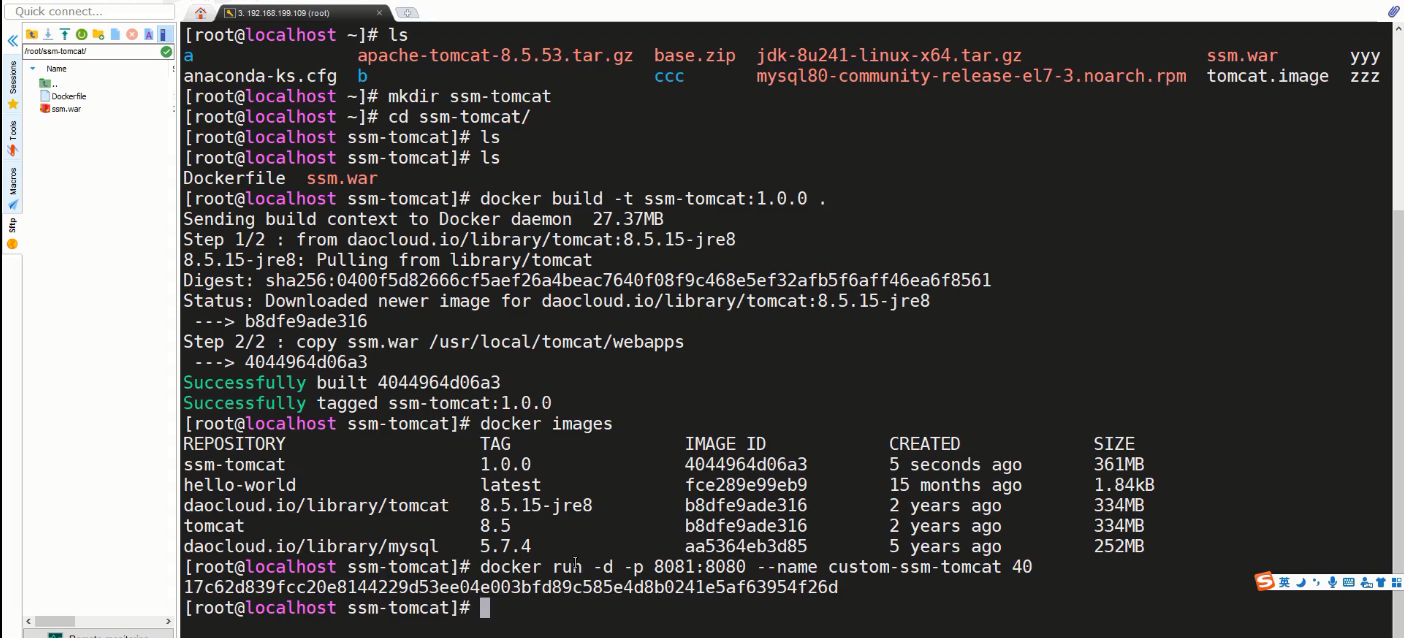 Quick connect...
3. 192.168.199.109 (root)
/root/ssm-tomcat/
Name
..
Dockerfile
ssm.war
Sessions
Tools
Macros
Sftp
[root@localhost ~]# ls
a apache-tomcat-8.5.53.tar.gz base.zip jdk-8u241-linux-x64.tar.gz ssm.war yyy
anaconda-ks.cfg b ccc mysql80-community-release-el7-3.noarch.rpm tomcat.image zzz
[root@localhost ~]# mkdir ssm-tomcat
[root@localhost ~]# cd ssm-tomcat/
[root@localhost ssm-tomcat]# ls
[root@localhost ssm-tomcat]# ls
Dockerfile ssm.war
[root@localhost ssm-tomcat]# docker build -t ssm-tomcat:1.0.0 .
Sending build context to Docker daemon 27.37MB
Step 1/2 : from daocloud.io/library/tomcat:8.5.15-jre8
8.5.15-jre8: Pulling from library/tomcat
Digest: sha256:0400f5d82666cf5aef26a4beac7640f08f9c468e5ef32afb5f6aff46ea6f8561
Status: Downloaded newer image for daocloud.io/library/tomcat:8.5.15-jre8
---> b8dfe9ade316
Step 2/2 : copy ssm.war /usr/local/tomcat/webapps
---> 4044964d06a3
Successfully built 4044964d06a3
Successfully tagged ssm-tomcat:1.0.0
[root@localhost ssm-tomcat]# docker images
REPOSITORY TAG IMAGE ID CREATED SIZE
ssm-tomcat 1.0.0 4044964d06a3 5 seconds ago 361MB
hello-world latest fce289e99eb9 15 months ago 1.84kB
daocloud.io/library/tomcat 8.5.15-jre8 b8dfe9ade316 2 years ago 334MB
tomcat 8.5 b8dfe9ade316 2 years ago 334MB
daocloud.io/library/mysql 5.7.4 aa5364eb3d85 5 years ago 252MB
[root@localhost ssm-tomcat]# docker run -d -p 8081:8080 --name custom-ssm-tomcat 40
17c62d839fcc20e8144229d53ee04e003bfd89c585e4d8b0241e5af63954f26d
[root@localhost ssm-tomcat]#
英